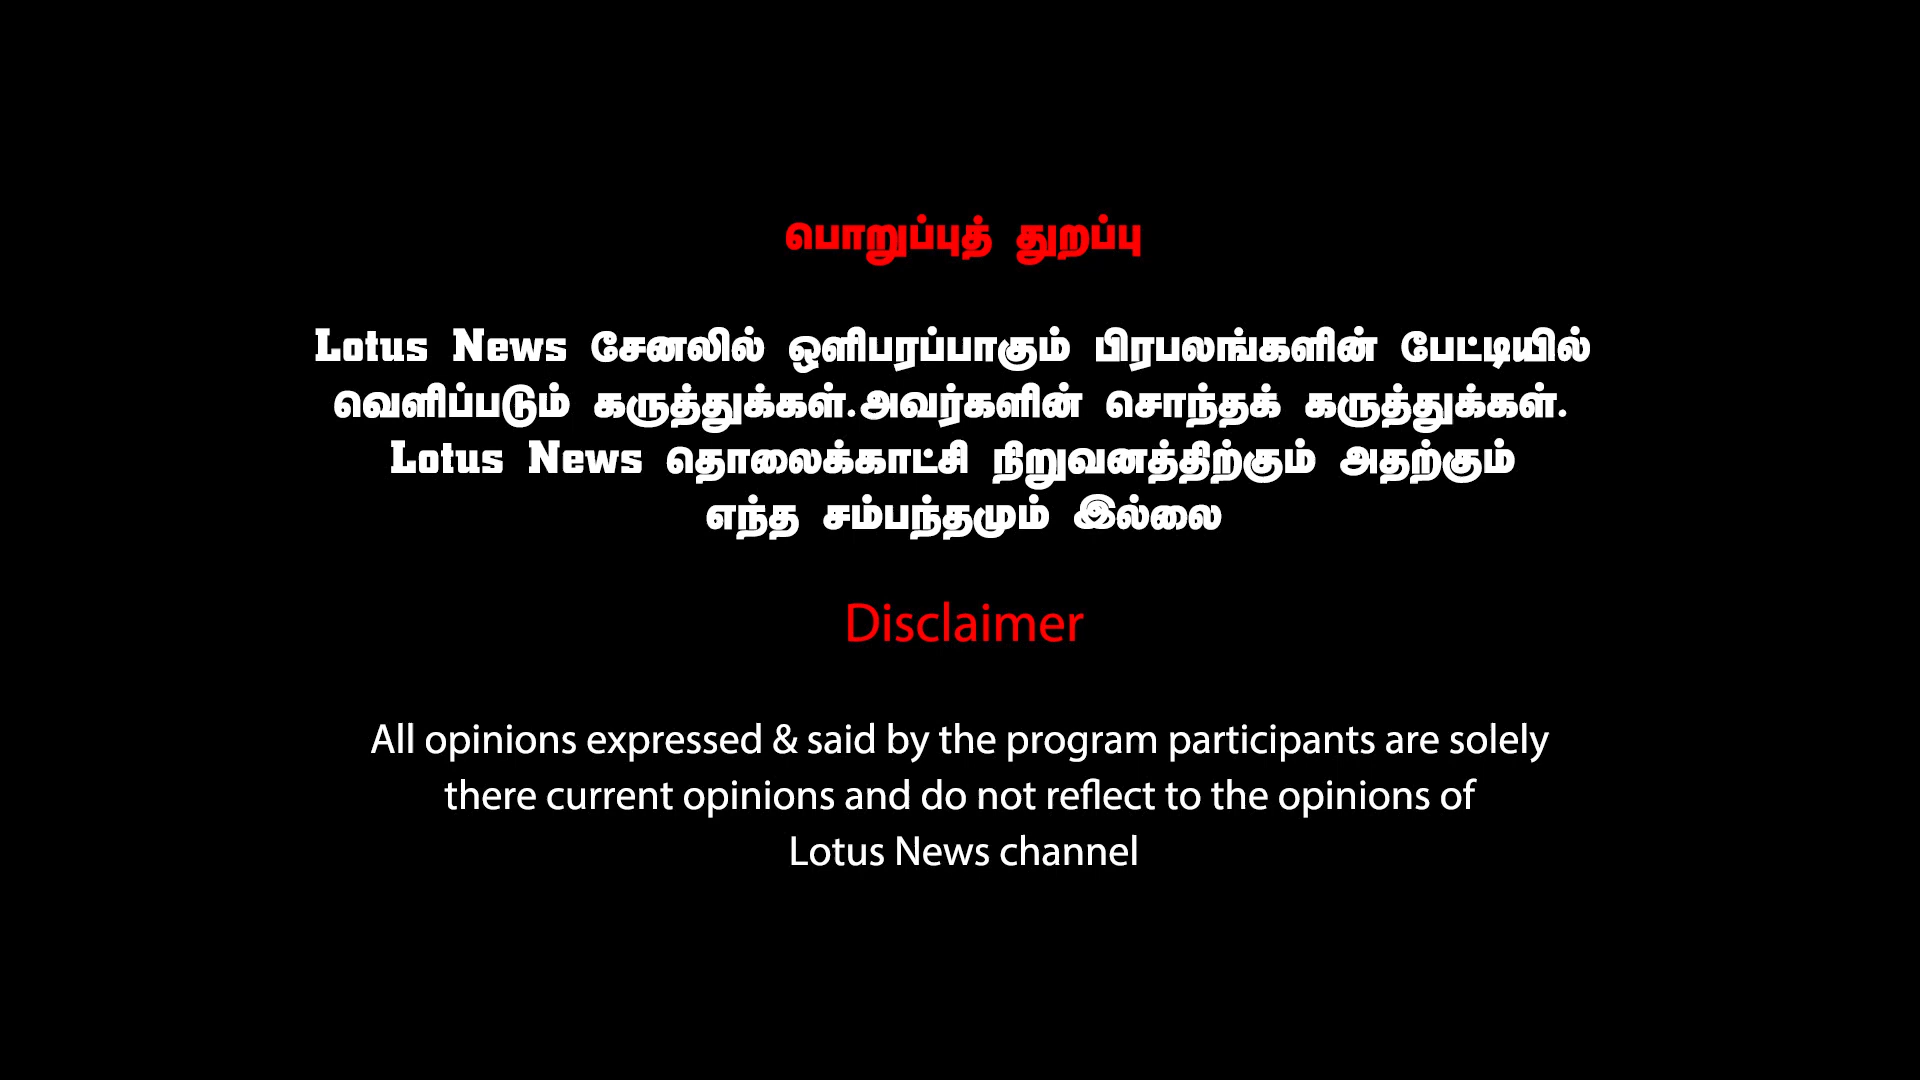 பொறுப்புத் துறப்பு
Lotus News சேனலில் ஒளிபரப்பாகும் பிரபலங்களின் பேட்டியில்
வெளிப்படும் கருத்துக்கள்.அவர்களின் சொந்தக் கருத்துக்கள்.
Lotus News தொலைக்காட்சி நிறுவனத்திற்கும் அதற்கும்
எந்த சம்பந்தமும் இல்லை
Disclaimer
All opinions expressed & said by the program participants are solely
there current opinions and do not reflect to the opinions of
Lotus News channel